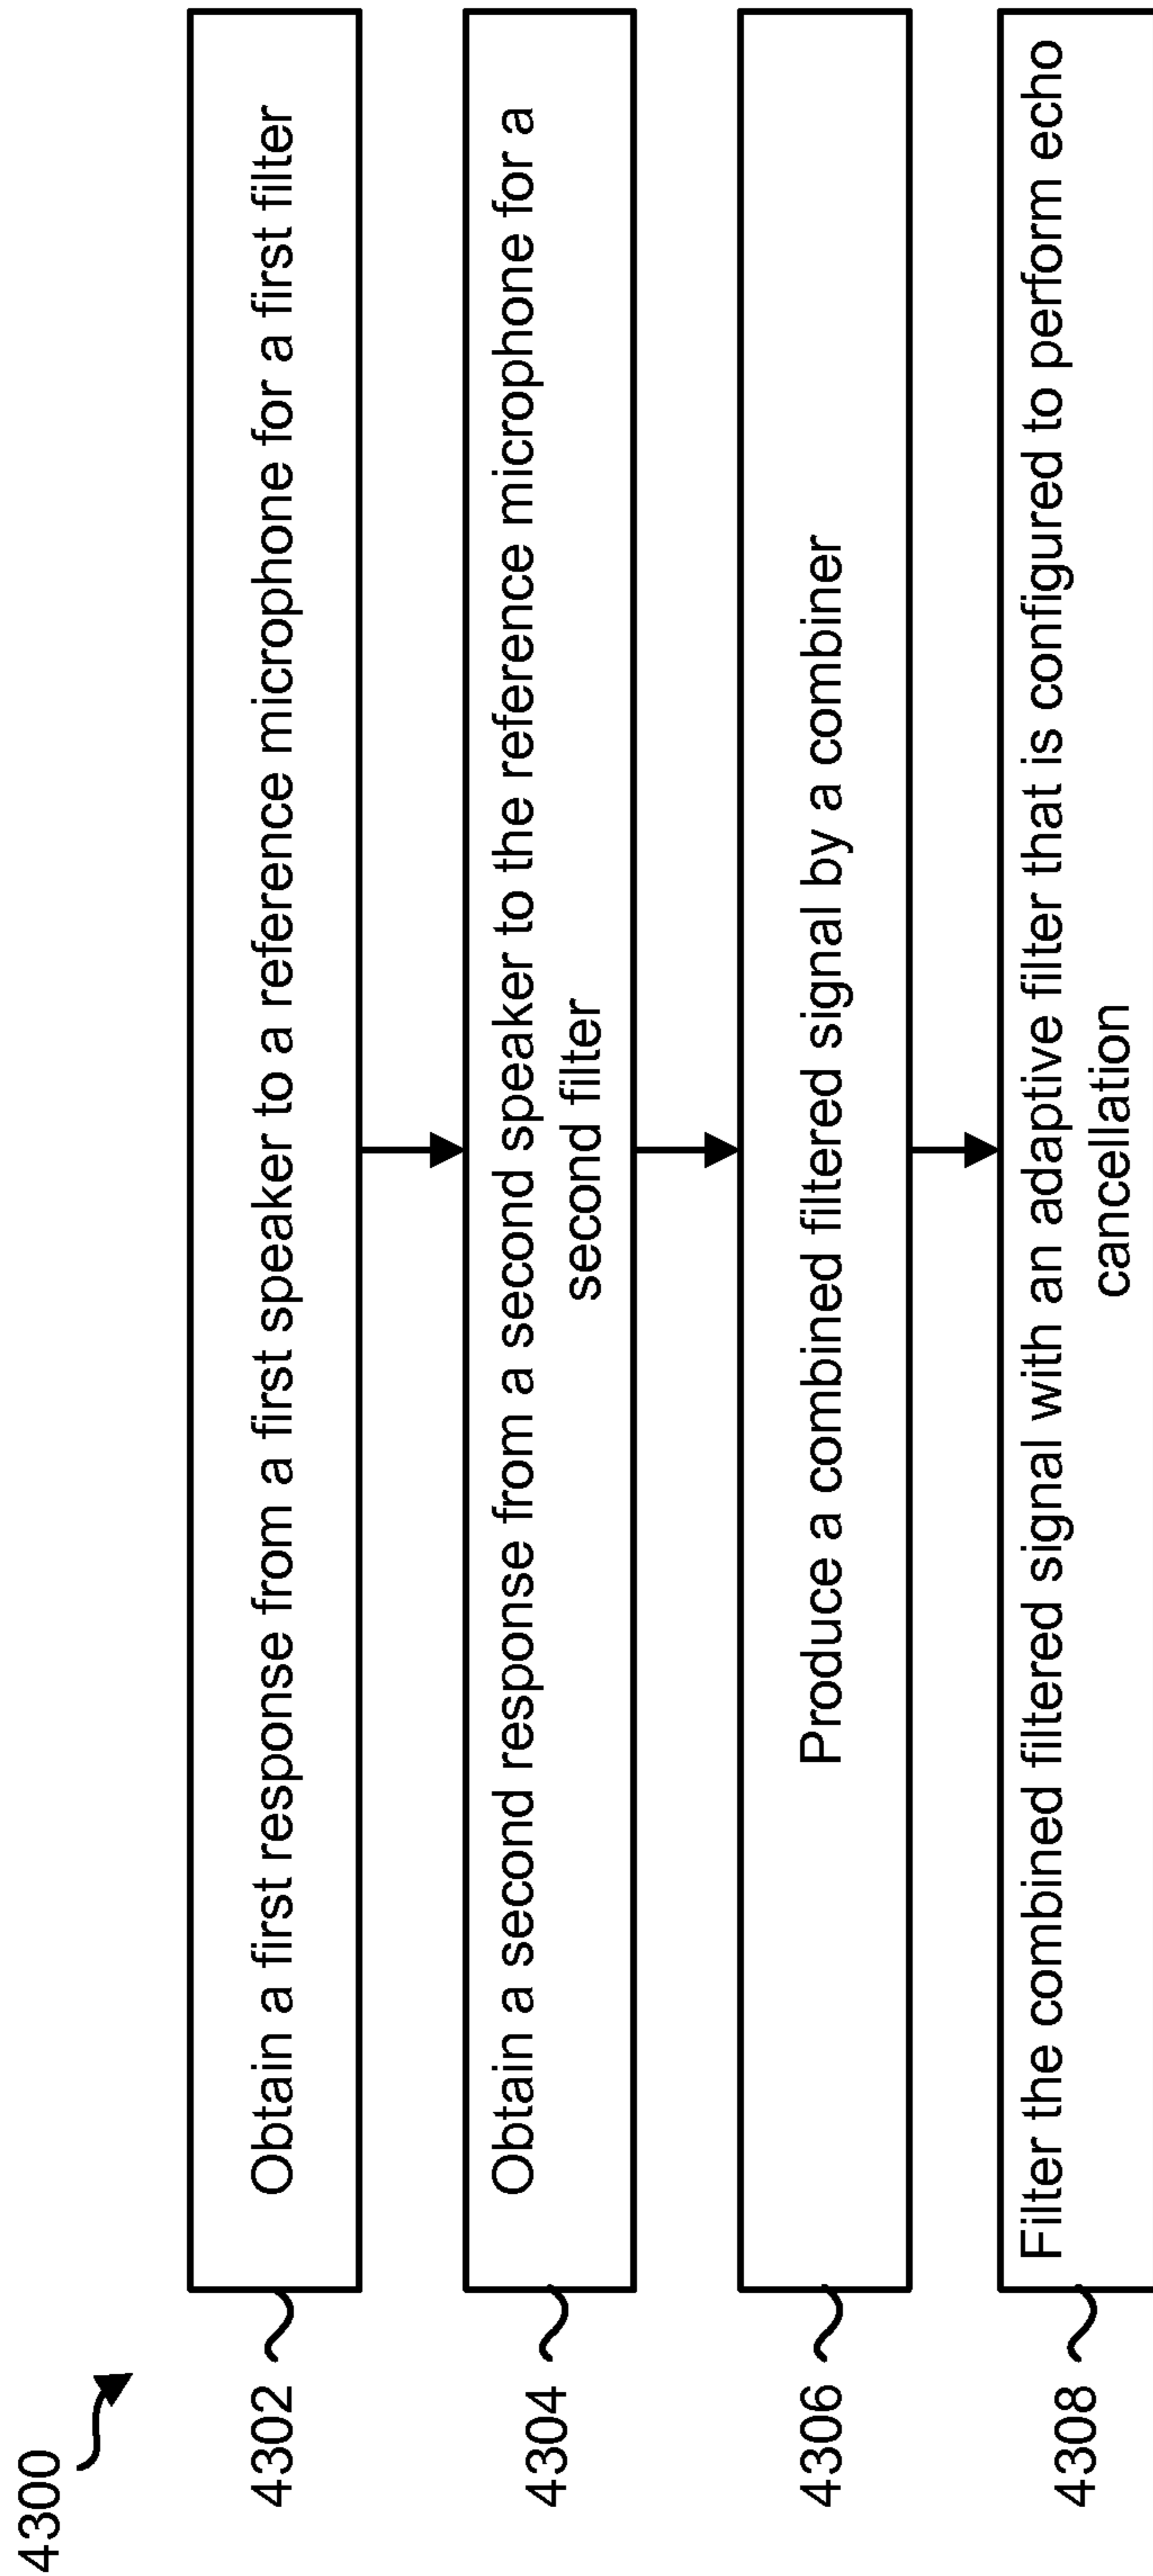 4300
4302
Obtain a first response from a first speaker to a reference microphone for a first filter
4304
Obtain a second response from a second speaker to the reference microphone for a
second filter
4306
Produce a combined filtered signal by a combiner
4308
Filter the combined filtered signal with an adaptive filter that is configured to perform echo
cancellation